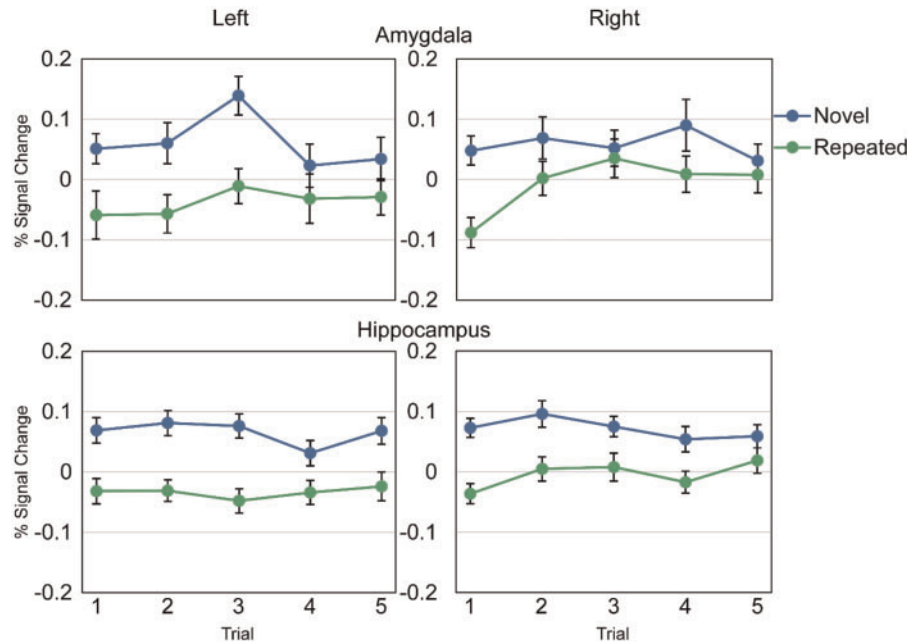 Left Right
Amygdala
0.2 0.2
0.1 0.1
0 0
-0.1 -0.1
-0.2 -0.2
% Signal Change
Novel
Repeated
Hippocampus
0.2 0.2
0.1 0.1
0 0
-0.1 -0.1
-0.2 -0.2
% Signal Change
1 2 3 4 5 1 2 3 4 5
Trial Trial